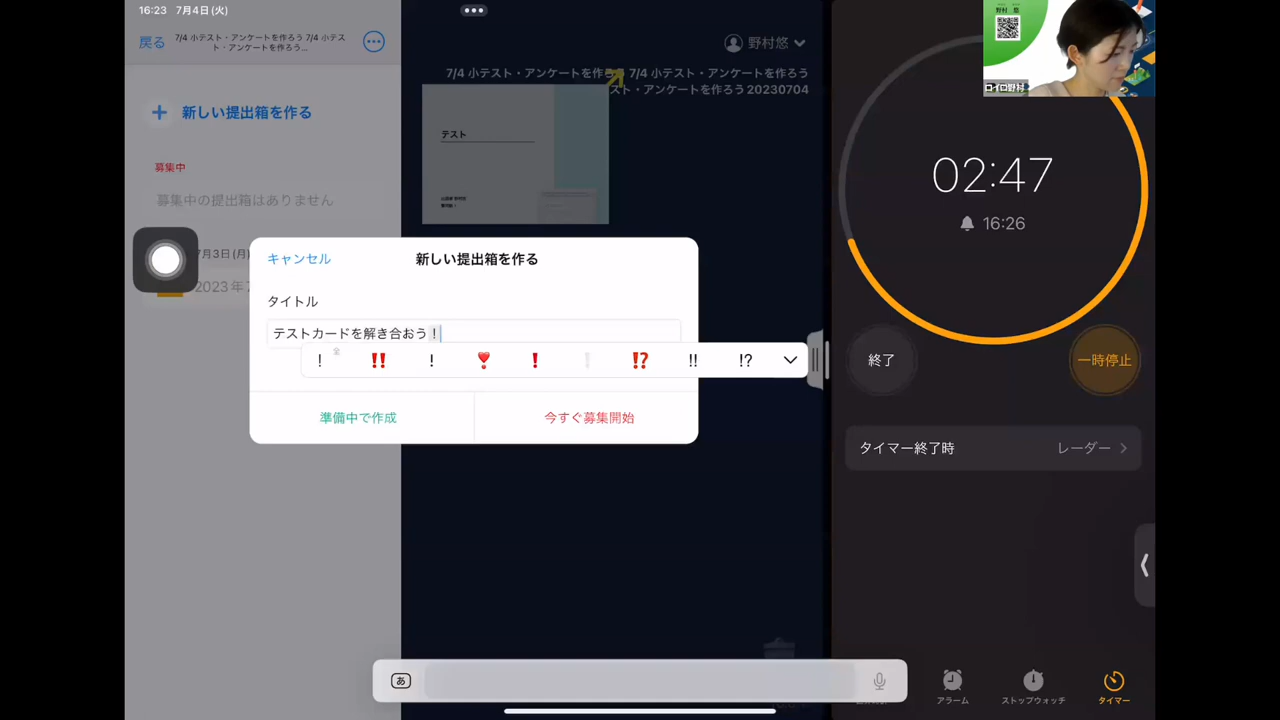 16:23 7月4日(火)
戻る
7/4 小テスト・アンケートを作ろう 7/4 小テス
ト・アンケートを作ろう...
新しい提出箱を作る
募集中
募集中の提出箱はありません
7月3日(月)
2023年7
野村悠
7/4 小テスト・アンケートを作ろう 7/4 小テスト・アンケートを作ろう
スト・アンケートを作ろう 20230704
テスト
キャンセル
新しい提出箱を作る
タイトル
テストカードを解き合おう!
! 全 ‼️ ! ❣️ ❗ ❕ ⁉️ !! !?
準備中で作成
今すぐ募集開始
あ
野村 悠
ロイロ野村
02:47
16:26
終了
一時停止
タイマー終了時
レーダー
アラーム
ストップウォッチ
タイマー